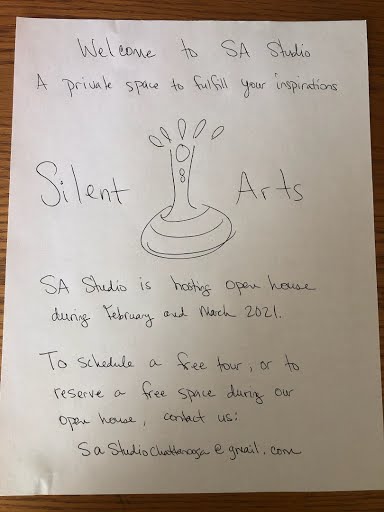 Welcome to SA Studio
A private space to fulfill your inspirations
Silent Arts
SA Studio is hosting open house
during February and March 2021.
To schedule a free tour, or to
reserve a free space during our
open house, contact us:
SaStudioChattanooga@gmail.com